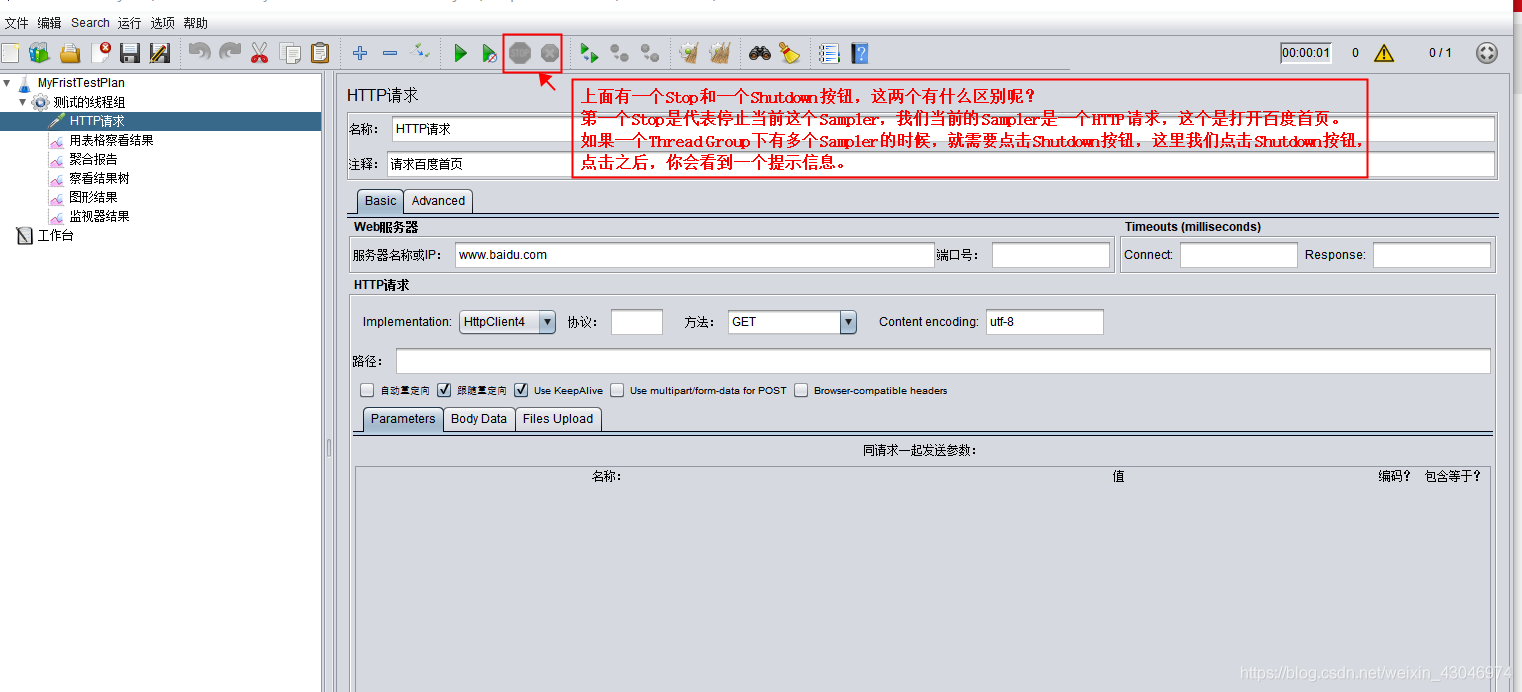 文件 编辑 Search 运行 选项 帮助
STOP
00:00:01 0 0 / 1
MyFristTestPlan
测试的线程组
HTTP请求
用表格察看结果
聚合报告
察看结果树
图形结果
监视器结果
工作台
HTTP请求
上面有一个Stop和一个Shutdown按钮，这两个有什么区别呢？
第一个Stop是代表停止当前这个Sampler，我们当前的Sampler是一个HTTP请求，这个是打开百度首页。
如果一个Thread Group下有多个Sampler的时候，就需要点击Shutdown按钮，这里我们点击Shutdown按钮，
点击之后，你会看到一个提示信息。
名称： HTTP请求
注释： 请求百度首页
Basic Advanced
Web服务器
服务器名称或IP： www.baidu.com 端口号：
Timeouts (milliseconds)
Connect: Response:
HTTP请求
Implementation: HttpClient4 协议： 方法： GET Content encoding: utf-8
路径：
自动重定向 跟随重定向 Use KeepAlive Use multipart/form-data for POST Browser-compatible headers
Parameters Body Data Files Upload
同请求一起发送参数：
名称： 值 编码？ 包含等于？
https://blog.csdn.net/weixin_43046974